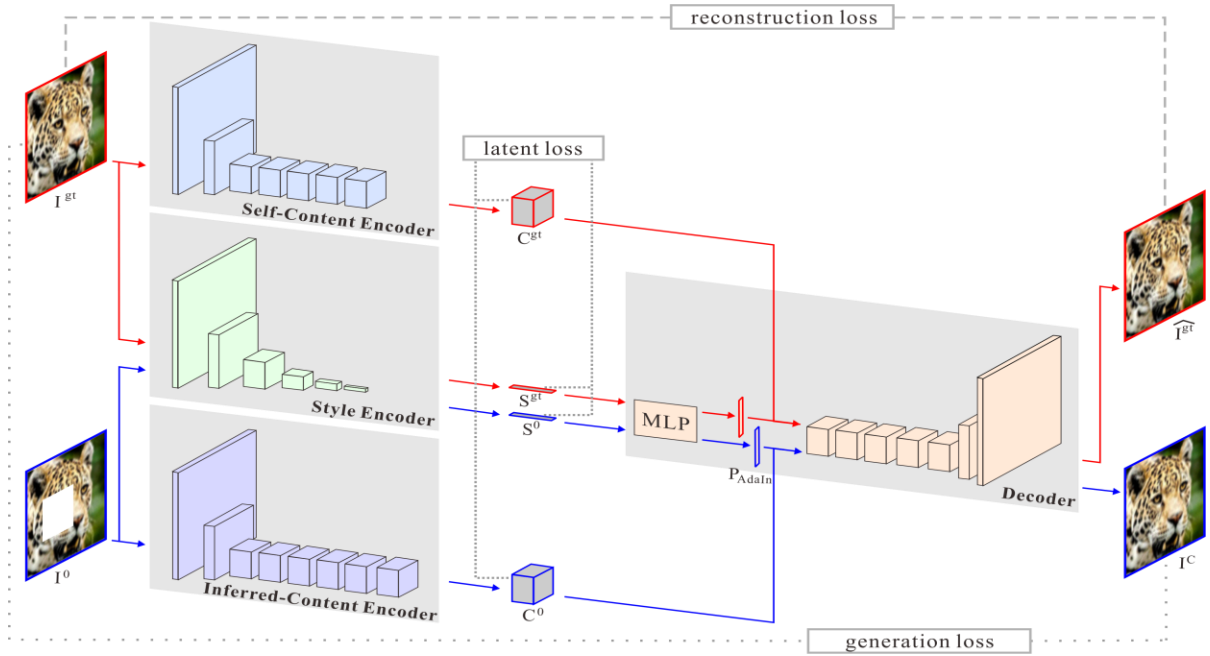 reconstruction loss
latent loss
I^gt
Self-Content Encoder
C^gt
Î^gt
Style Encoder
S^gt
S^0
MLP
P_AdaIn
Decoder
I^0
Inferred-Content Encoder
C^0
I^C
generation loss